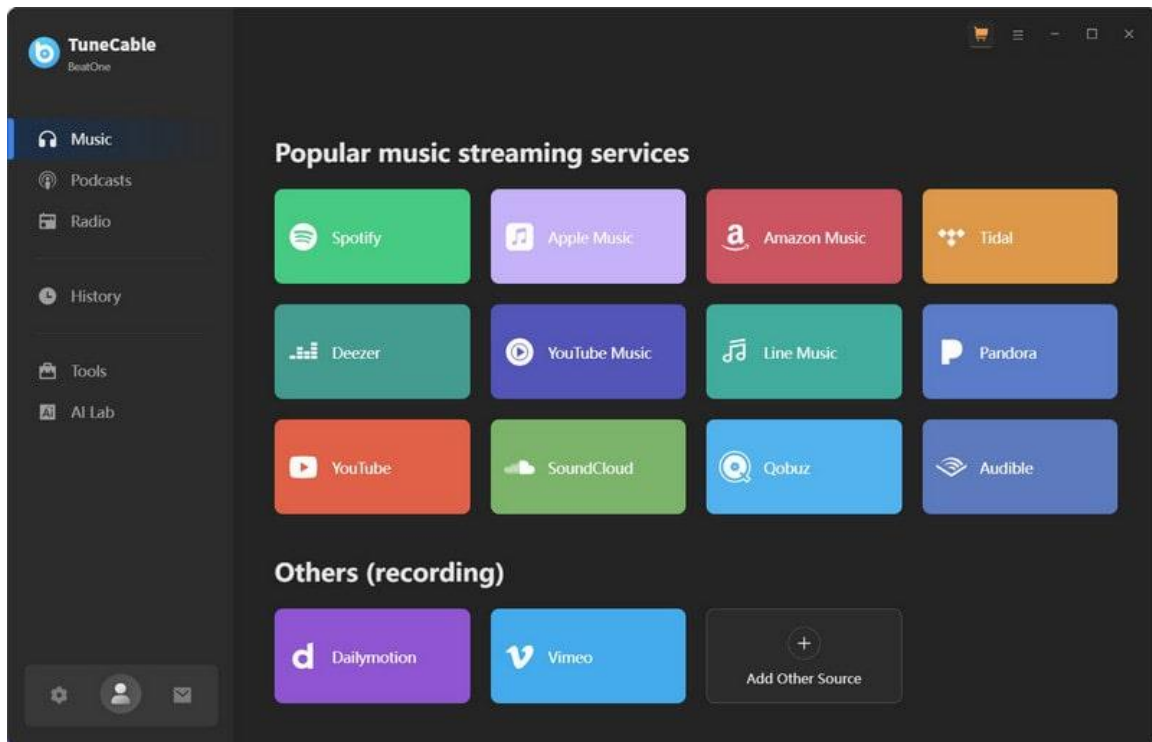 TuneCable
BeatOne
Music
Podcasts
Radio
History
Tools
AI Lab
Popular music streaming services
Spotify
Apple Music
Amazon Music
Tidal
Deezer
YouTube Music
Line Music
Pandora
YouTube
SoundCloud
Qobuz
Audible
Others (recording)
Dailymotion
Vimeo
Add Other Source